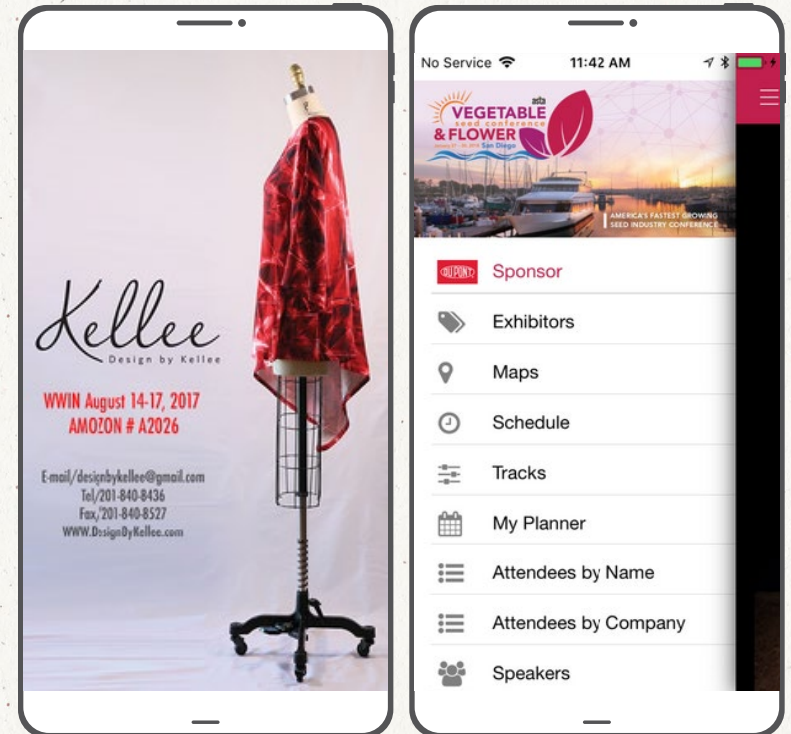 Kellee
Design by Kellee
WWIN August 14-17, 2017
AMOZON # A2026
E-mail/designbykellee@gmail.com
Tel/201-840-8436
Fax/201-840-8527
WWW.DesignByKellee.com
No Service
11:42 AM
asta
VEGETABLE
seed conference
& FLOWER
San Diego
AMERICA'S FASTEST GROWING
SEED INDUSTRY CONFERENCE
DUPONT
Sponsor
Exhibitors
Maps
Schedule
Tracks
My Planner
Attendees by Name
Attendees by Company
Speakers